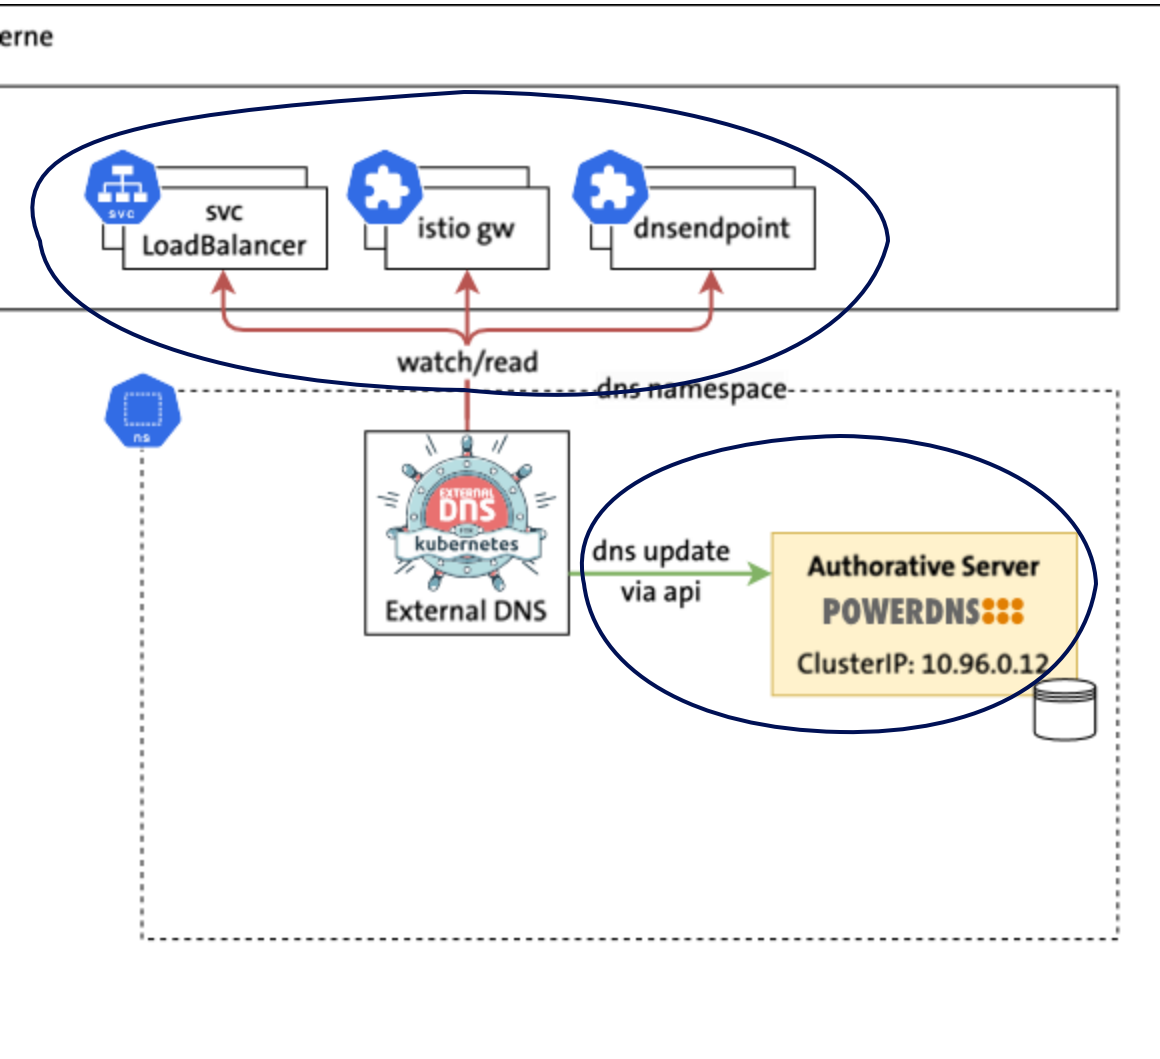 erne
svc
svc
LoadBalancer
istio gw
dnsendpoint
watch/read
dns namespace
ns
EXTERNAL
DNS
kubernetes
External DNS
dns update
via api
Authorative Server
POWERDNS
ClusterIP: 10.96.0.12